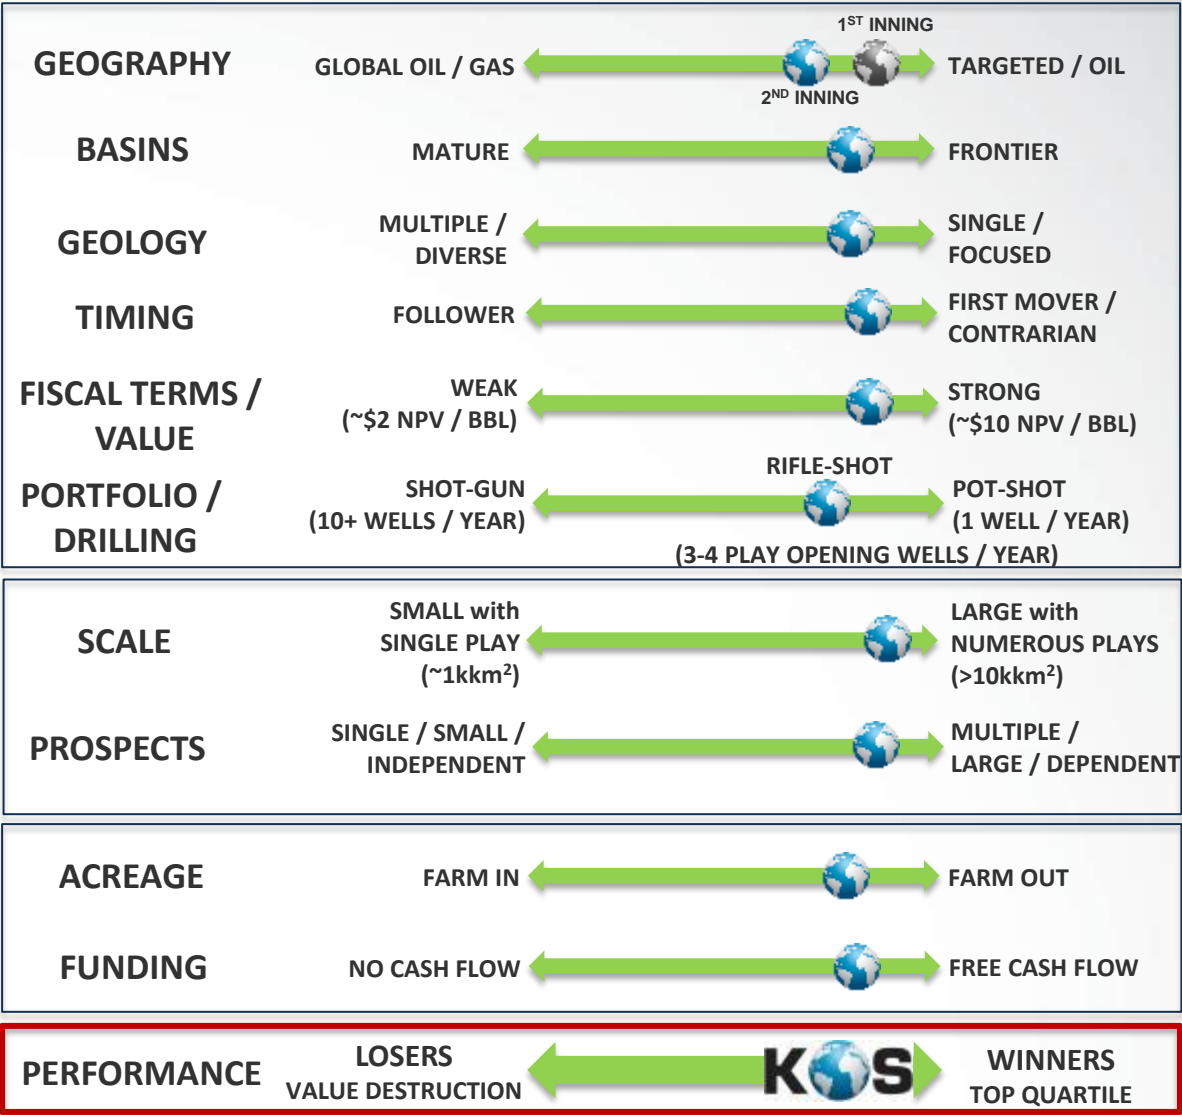 1ST INNING
GEOGRAPHY GLOBAL OIL / GAS TARGETED / OIL
2ND INNING
BASINS MATURE FRONTIER
GEOLOGY
MULTIPLE /
DIVERSE
SINGLE /
FOCUSED
TIMING FOLLOWER
FIRST MOVER /
CONTRARIAN
FISCAL TERMS /
VALUE
WEAK
(~$2 NPV / BBL)
STRONG
(~$10 NPV / BBL)
PORTFOLIO /
DRILLING
SHOT-GUN
(10+ WELLS / YEAR)
RIFLE-SHOT
(3-4 PLAY OPENING WELLS / YEAR)
POT-SHOT
(1 WELL / YEAR)
SCALE
SMALL with
SINGLE PLAY
(~1kkm2)
LARGE with
NUMEROUS PLAYS
(>10kkm2)
PROSPECTS
SINGLE / SMALL /
INDEPENDENT
MULTIPLE /
LARGE / DEPENDENT
ACREAGE FARM IN FARM OUT
FUNDING NO CASH FLOW FREE CASH FLOW
PERFORMANCE
LOSERS
VALUE DESTRUCTION
KOS
WINNERS
TOP QUARTILE